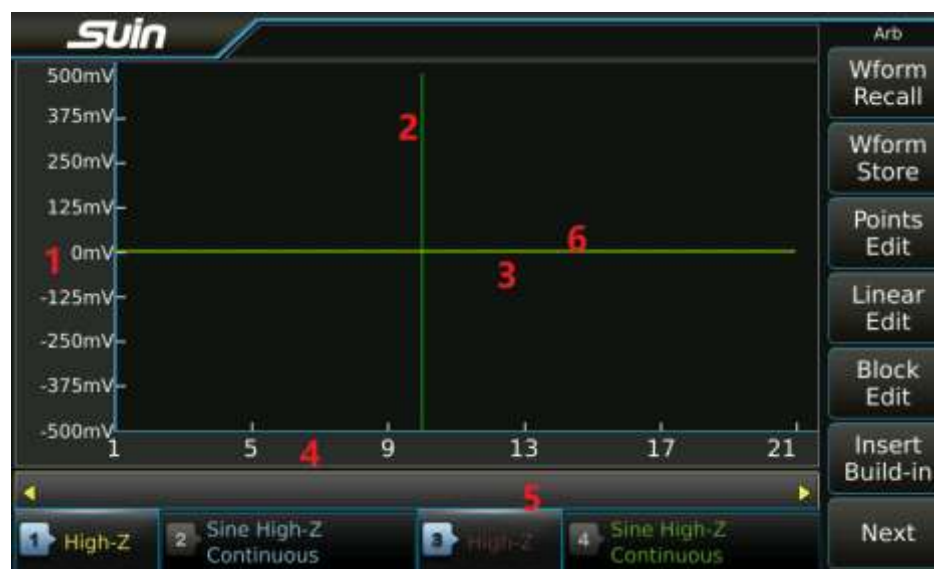 suin
Arb
500mV
375mV
250mV
125mV
0mV
-125mV
-250mV
-375mV
-500mV
1
2
3
6
1 5 9 13 17 21
4
5
Wform
Recall
Wform
Store
Points
Edit
Linear
Edit
Block
Edit
Insert
Build-in
Next
1 High-Z
2 Sine High-Z
Continuous
3 High-Z
4 Sine High-Z
Continuous